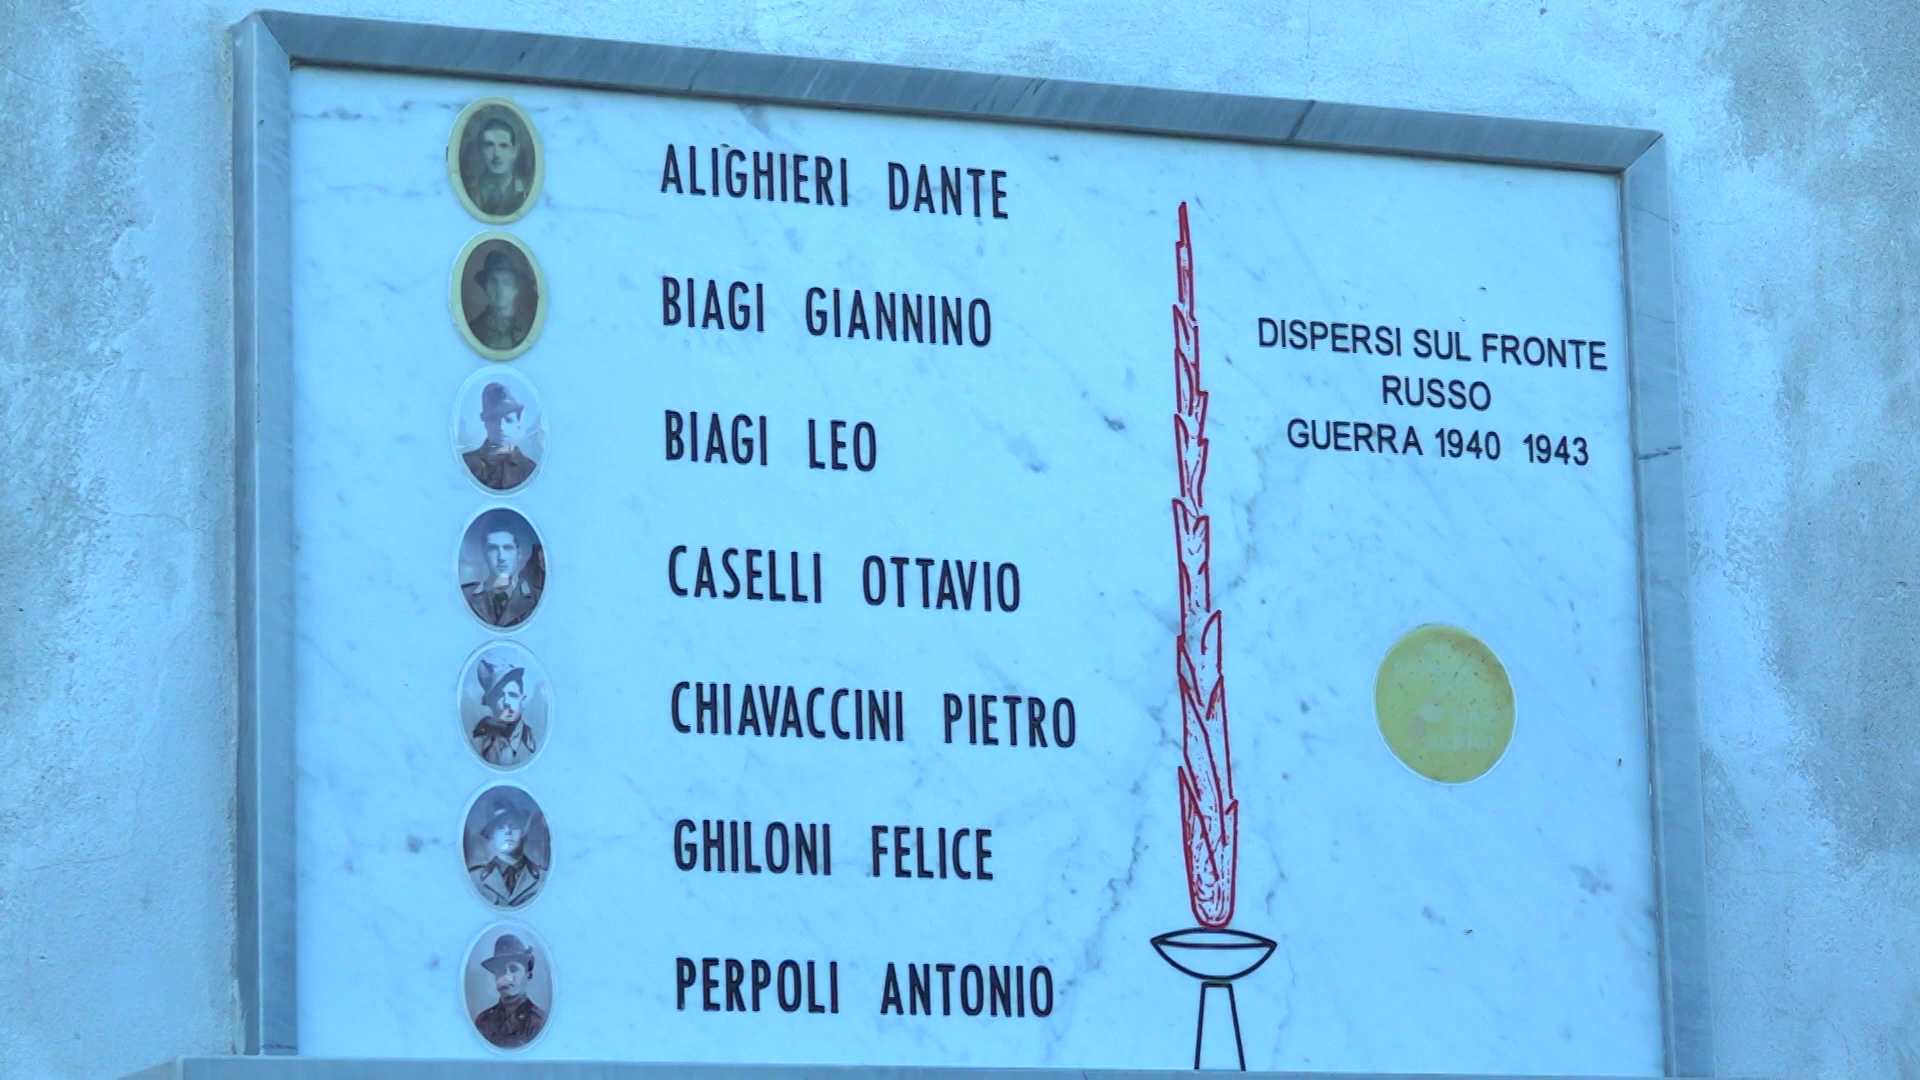 ALIGHIERI DANTE
BIAGI GIANNINO
BIAGI LEO
CASELLI OTTAVIO
CHIAVACCINI PIETRO
GHILONI FELICE
PERPOLI ANTONIO
DISPERSI SUL FRONTE
RUSSO
GUERRA 1940 1943